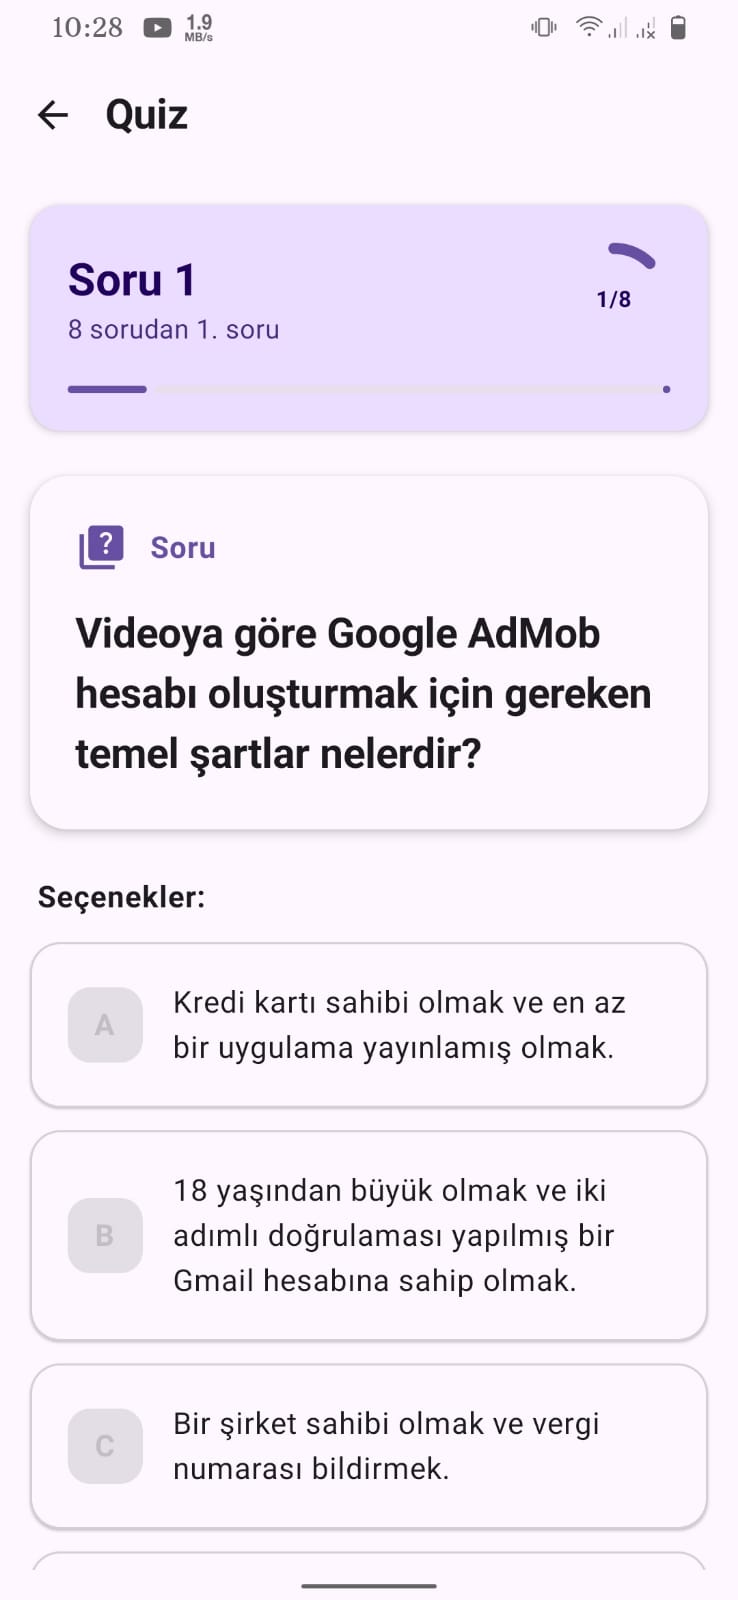 10:28
1.9
MB/s
Quiz
Soru 1
1/8
8 sorudan 1. soru
?
Soru
Videoya göre Google AdMob
hesabı oluşturmak için gereken
temel şartlar nelerdir?
Seçenekler:
A
Kredi kartı sahibi olmak ve en az
bir uygulama yayınlamış olmak.
B
18 yaşından büyük olmak ve iki
adımlı doğrulaması yapılmış bir
Gmail hesabına sahip olmak.
C
Bir şirket sahibi olmak ve vergi
numarası bildirmek.